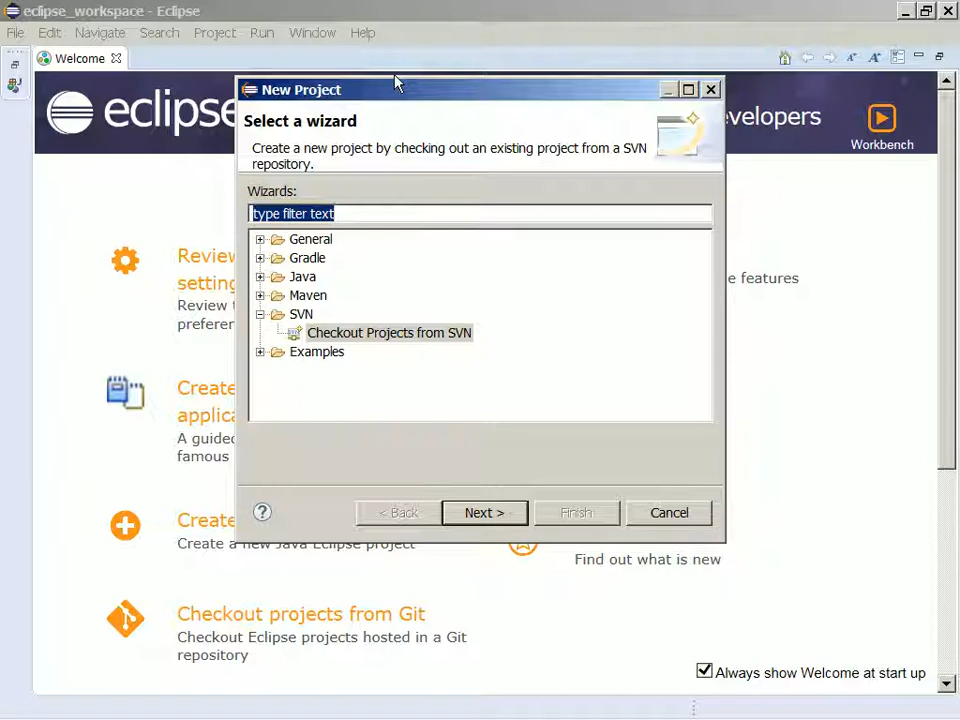 eclipse_workspace - Eclipse
File Edit Navigate Search Project Run Window Help
Welcome
eclipse
evelopers
Workbench
New Project
Select a wizard
Create a new project by checking out an existing project from a SVN
repository.
Wizards:
type filter text
General
Gradle
Java
Maven
SVN
Checkout Projects from SVN
Examples
? < Back Next > Finish Cancel
Review
setting
Review t
prefere
e features
Create
applica
A guide
famous
Create
Create a new Java Eclipse project
Find out what is new
Checkout projects from Git
Checkout Eclipse projects hosted in a Git
repository
Always show Welcome at start up